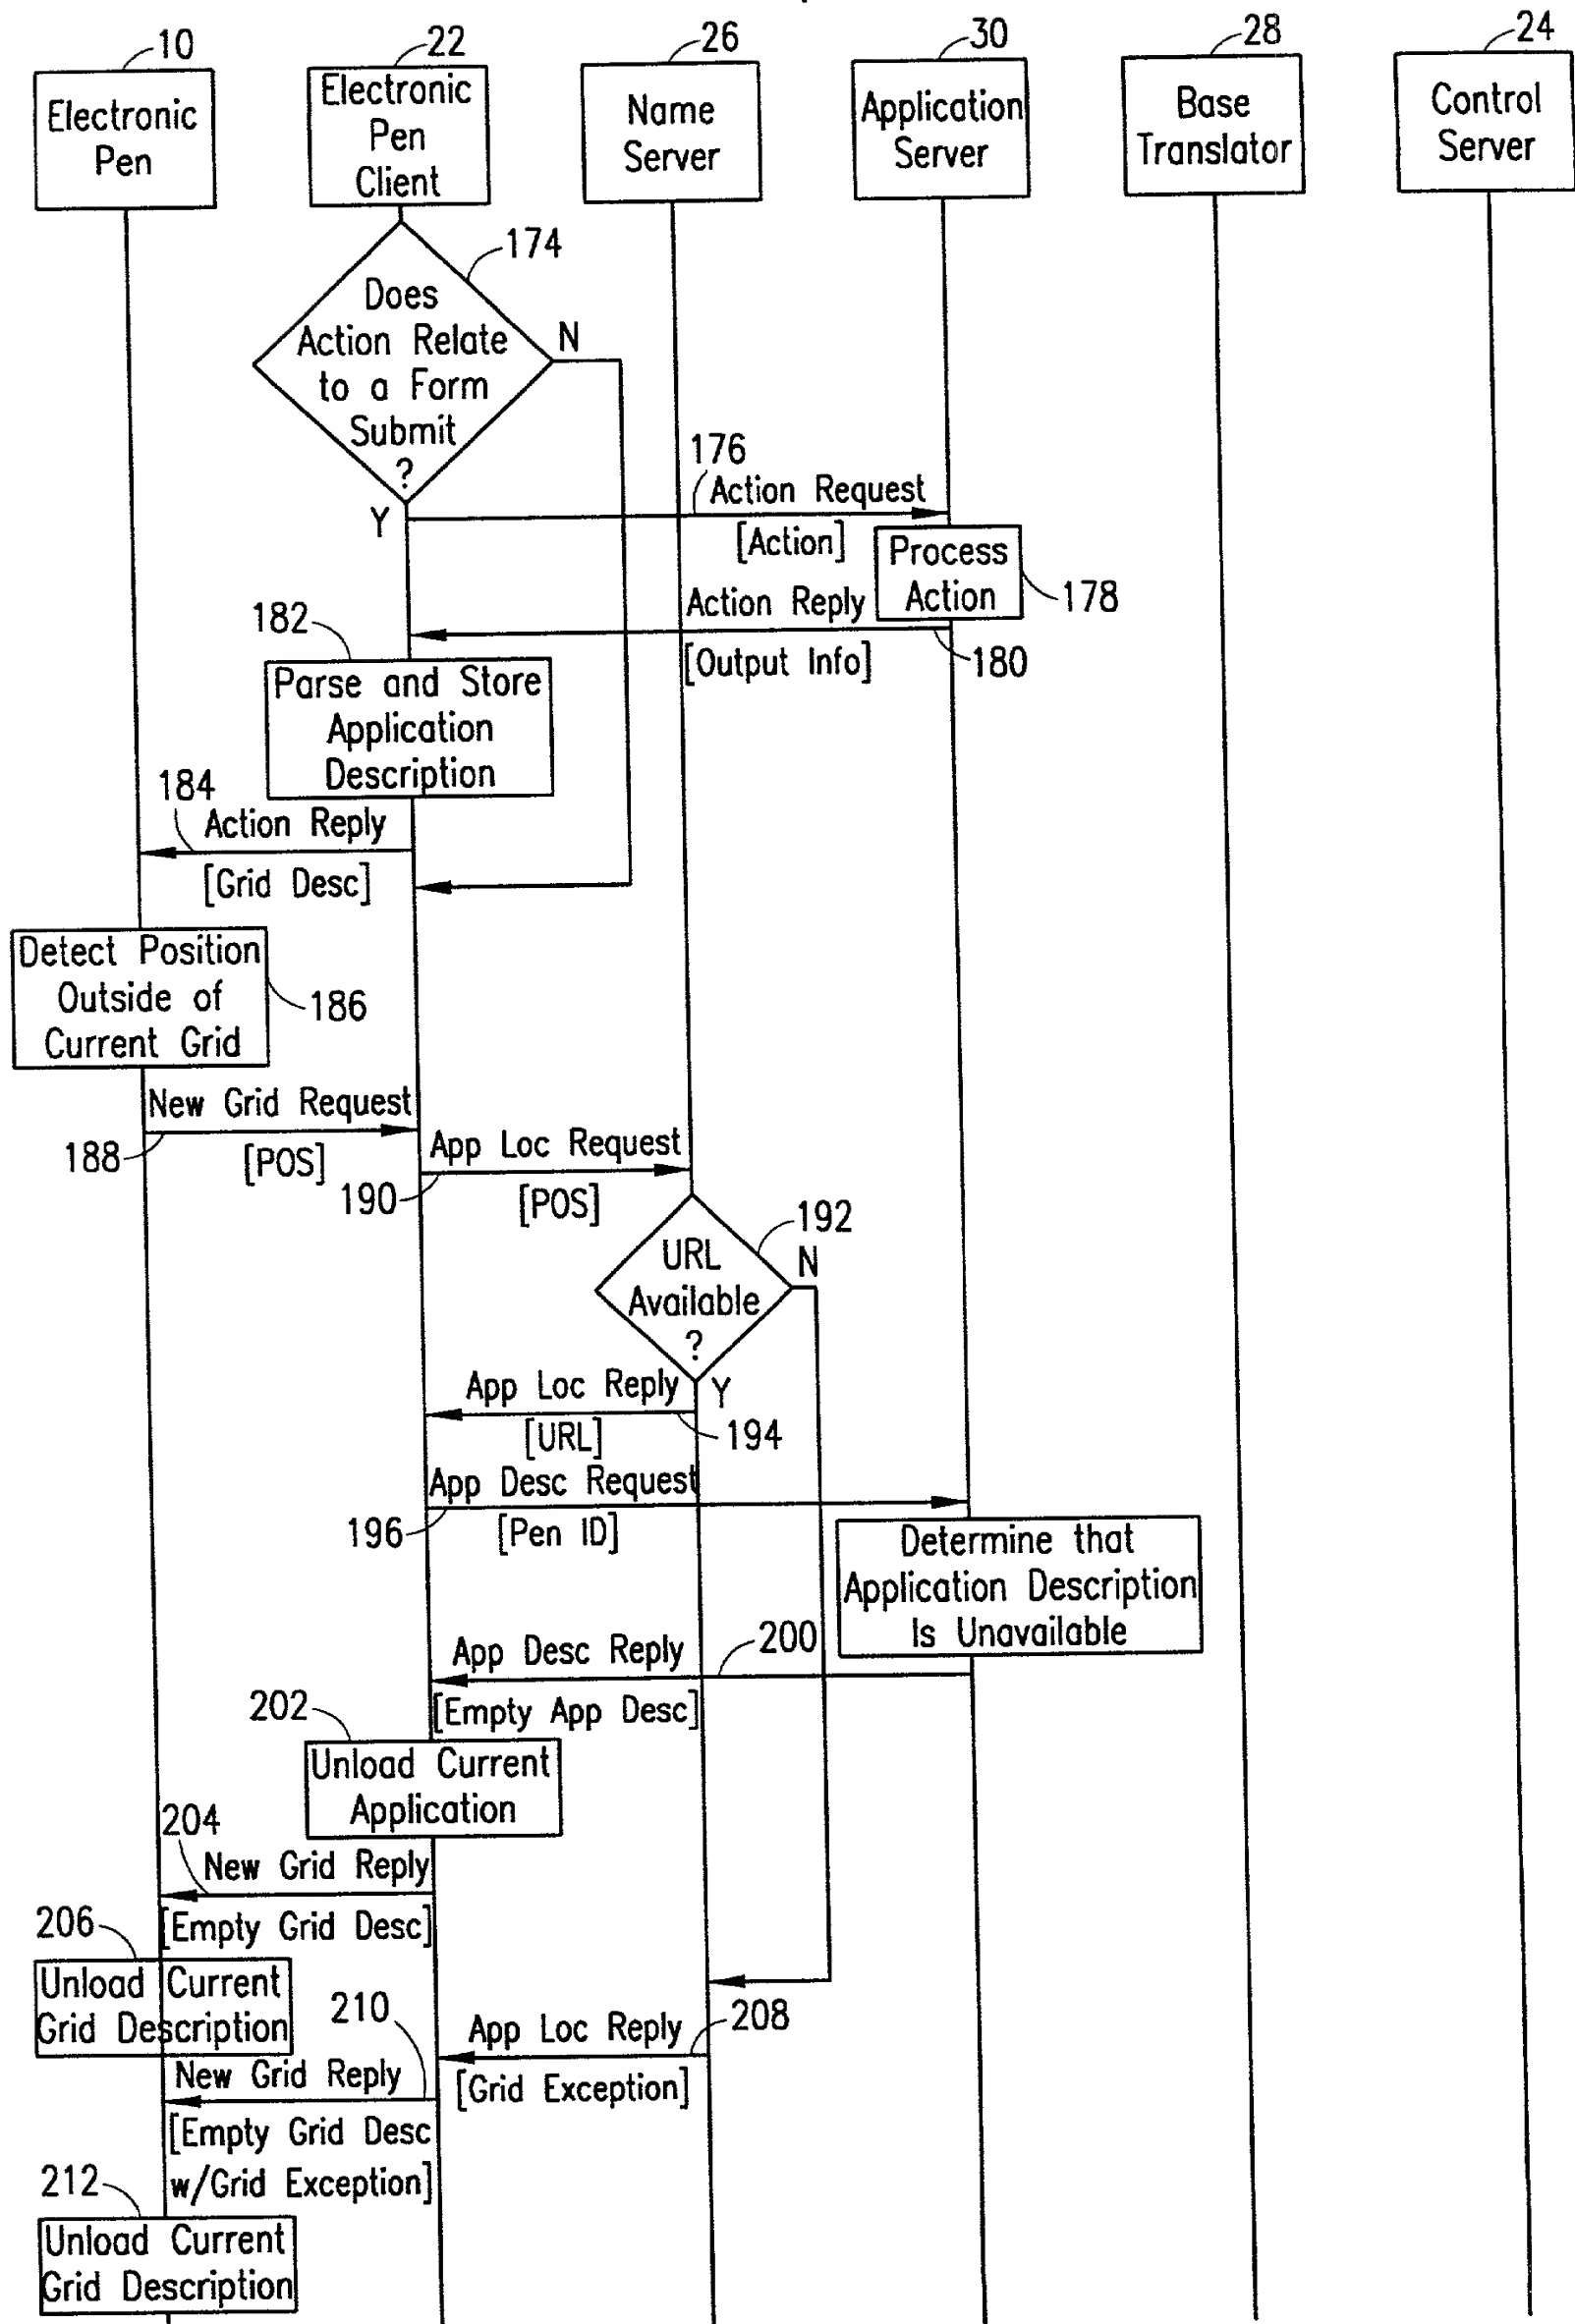 10
22
26
30
28
24
Electronic
Pen
Electronic
Pen
Client
Name
Server
Application
Server
Base
Translator
Control
Server
174
Does
Action Relate
to a Form
Submit
?
N
Y
176
Action Request
[Action]
Process
Action
178
Action Reply
[Output Info]
180
182
Parse and Store
Application
Description
184
Action Reply
[Grid Desc]
Detect Position
Outside of
Current Grid
186
New Grid Request
188
[POS]
App Loc Request
190
[POS]
192
URL
Available
?
N
Y
App Loc Reply
[URL]
194
App Desc Request
196
[Pen ID]
Determine that
Application Description
Is Unavailable
App Desc Reply
200
[Empty App Desc]
202
Unload Current
Application
204
New Grid Reply
[Empty Grid Desc]
206
Unload Current
Grid Description
App Loc Reply
208
[Grid Exception]
210
New Grid Reply
[Empty Grid Desc
w/Grid Exception]
212
Unload Current
Grid Description